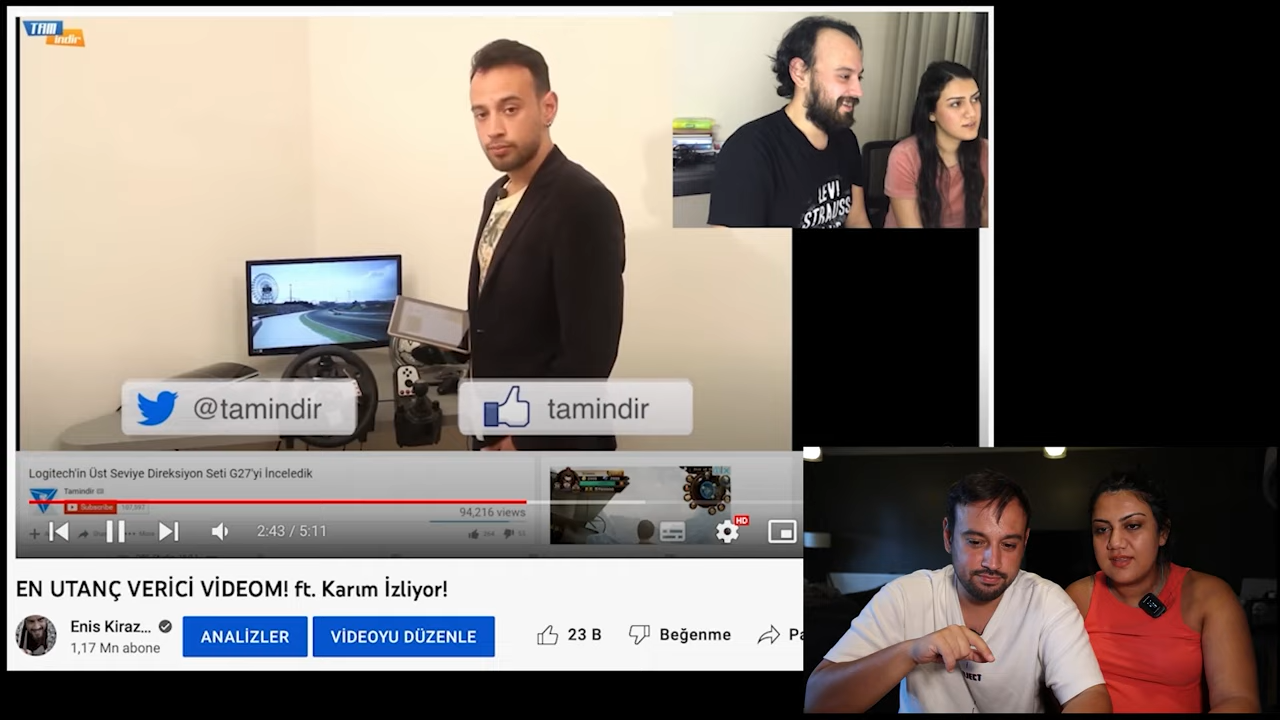 TAM
indir
LEVI
STRAUSS
@tamindir
tamindir
Logitech'in Üst Seviye Direksiyon Seti G27'yi İnceledik
Tamindir
Subscribe
94,216 views
2:43 / 5:11
HD
EN UTANÇ VERİCİ VİDEOM! ft. Karım İzliyor!
Enis Kiraz...
1,17 Mn abone
ANALİZLER
VİDEOYU DÜZENLE
23 B
Beğenme